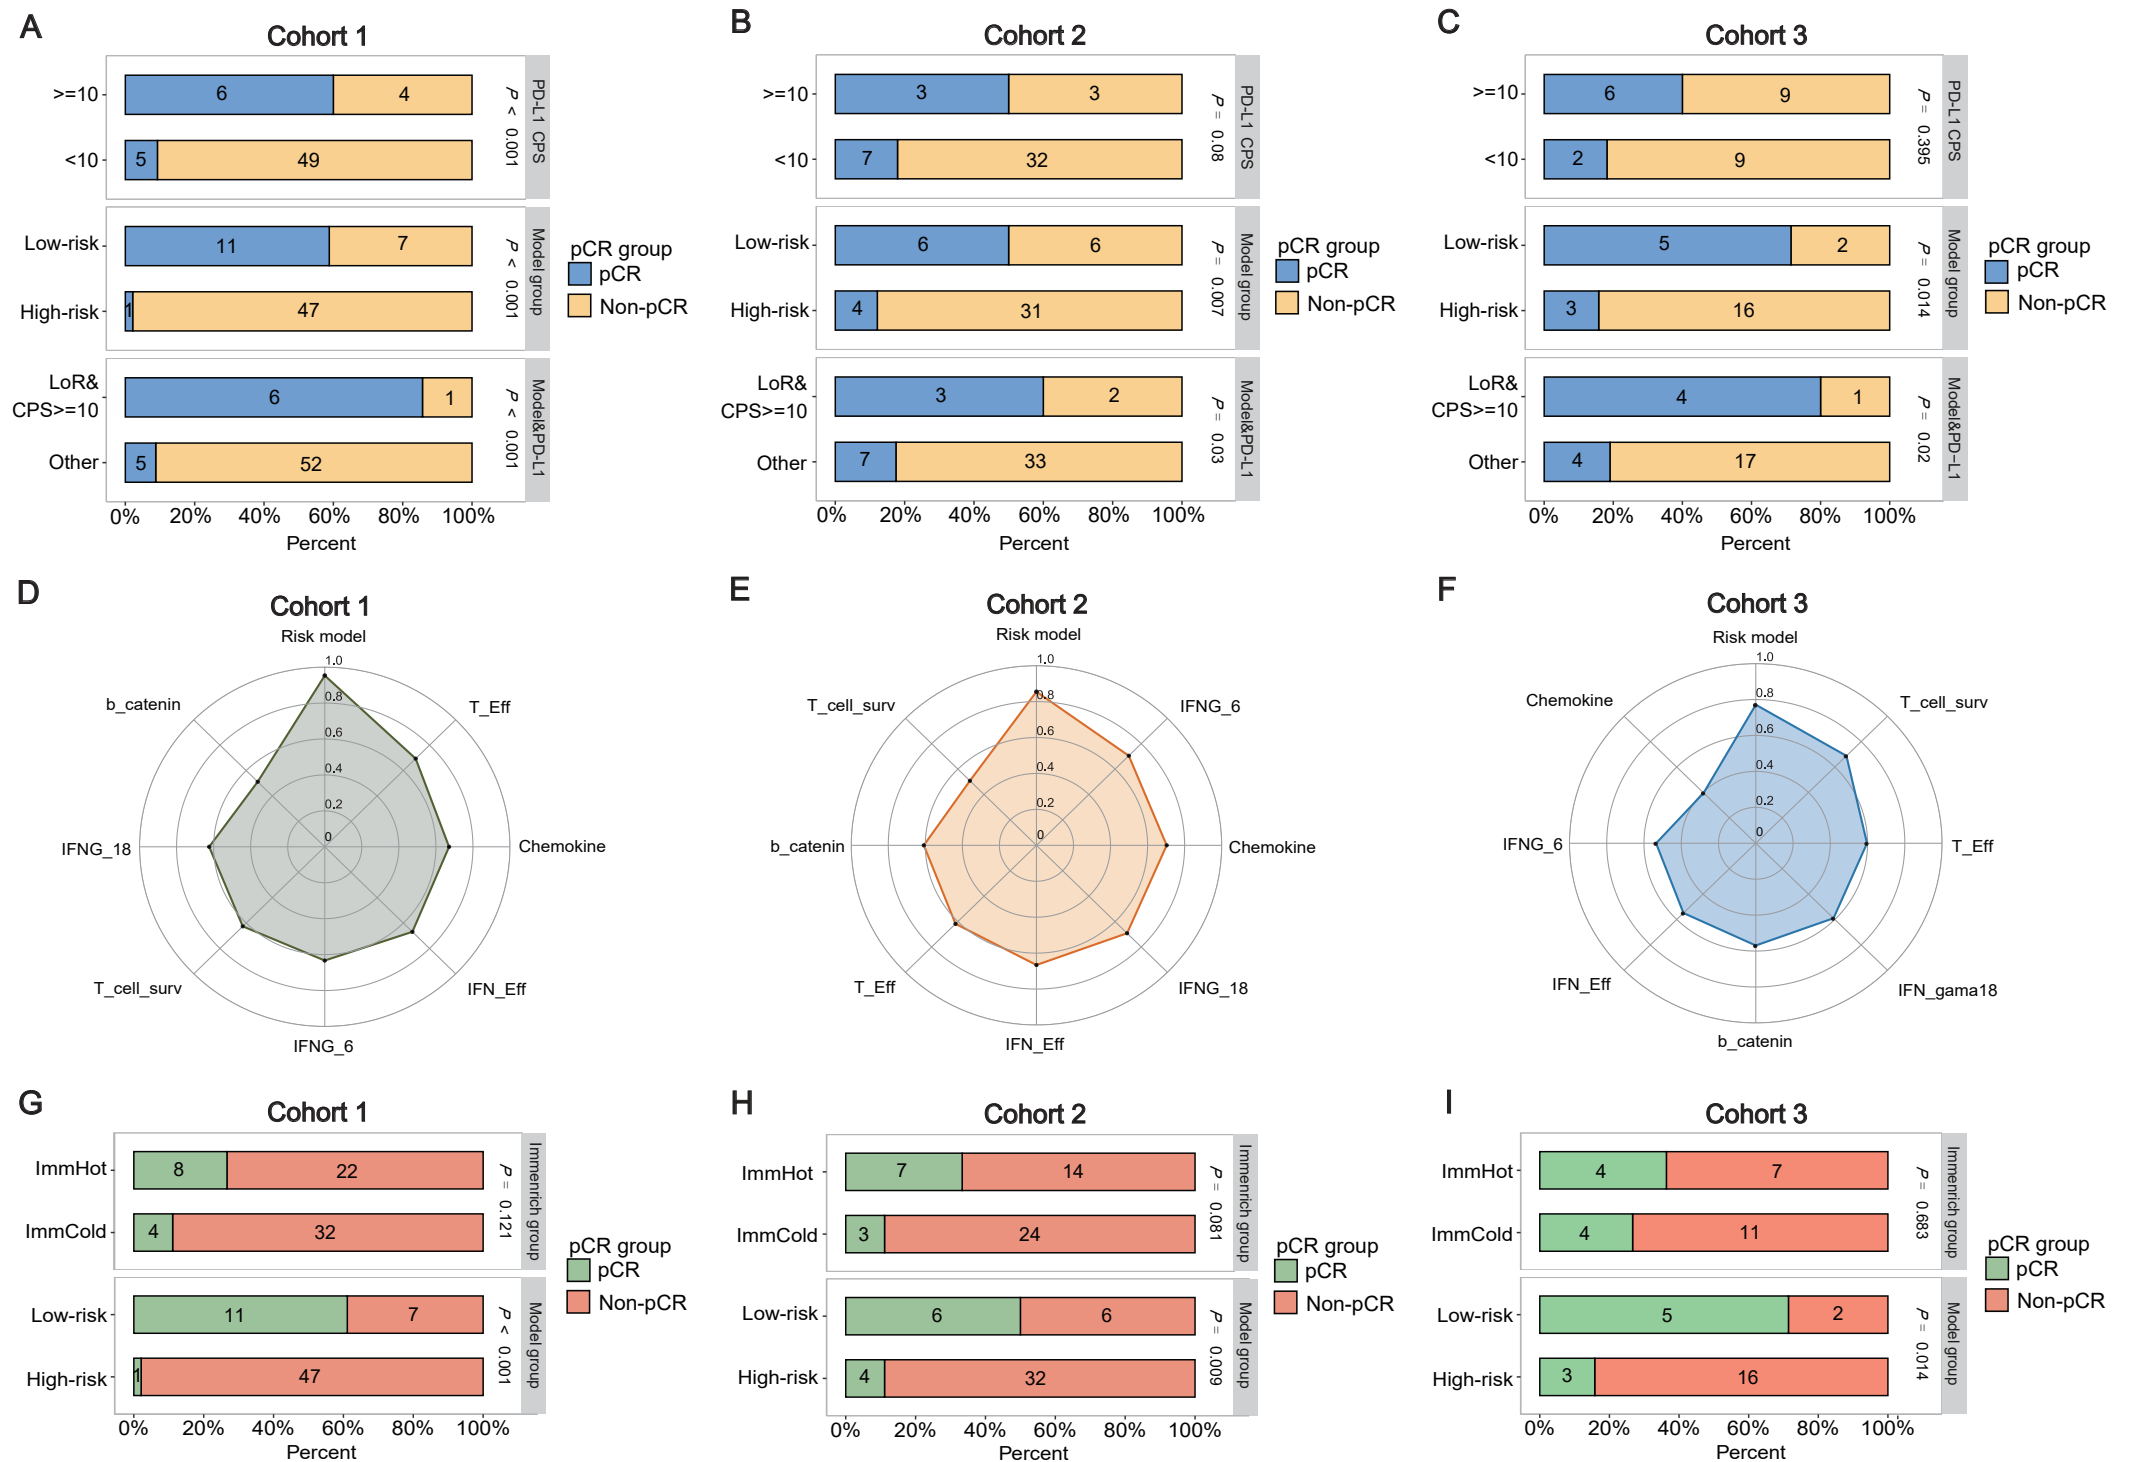 A
Cohort 1
>=10
6
4
<10
5
49
P < 0.001
PD-L1 CPS
Low-risk
11
7
High-risk
1
47
P < 0.001
Model group
LoR&
CPS>=10
6
1
Other
5
52
P < 0.001
Model&PD-L1
0% 20% 40% 60% 80% 100%
Percent
pCR group
pCR
Non-pCR
B
Cohort 2
>=10
3
3
<10
7
32
P = 0.08
PD-L1 CPS
Low-risk
6
6
High-risk
4
31
P = 0.007
Model group
LoR&
CPS>=10
3
2
Other
7
33
P = 0.03
Model&PD-L1
0% 20% 40% 60% 80% 100%
Percent
pCR group
pCR
Non-pCR
C
Cohort 3
>=10
6
9
<10
2
9
P = 0.395
PD-L1 CPS
Low-risk
5
2
High-risk
3
16
P = 0.014
Model group
LoR&
CPS>=10
4
1
Other
4
17
P = 0.02
Model&PD-L1
0% 20% 40% 60% 80% 100%
Percent
pCR group
pCR
Non-pCR
D
Cohort 1
Risk model
1.0
0.8
0.6
0.4
0.2
0
b_catenin
T_Eff
IFNG_18
Chemokine
T_cell_surv
IFN_Eff
IFNG_6
E
Cohort 2
Risk model
1.0
0.8
0.6
0.4
0.2
0
T_cell_surv
IFNG_6
b_catenin
Chemokine
T_Eff
IFNG_18
IFN_Eff
F
Cohort 3
Risk model
1.0
0.8
0.6
0.4
0.2
0
Chemokine
T_cell_surv
IFNG_6
T_Eff
IFN_Eff
IFN_gama18
b_catenin
G
Cohort 1
ImmHot
8
22
ImmCold
4
32
P = 0.121
Immenrich group
Low-risk
11
7
High-risk
1
47
P < 0.001
Model group
0% 20% 40% 60% 80% 100%
Percent
pCR group
pCR
Non-pCR
H
Cohort 2
ImmHot
7
14
ImmCold
3
24
P = 0.081
Immenrich group
Low-risk
6
6
High-risk
4
32
P = 0.009
Model group
0% 20% 40% 60% 80% 100%
Percent
pCR group
pCR
Non-pCR
I
Cohort 3
ImmHot
4
7
ImmCold
4
11
P = 0.683
Immenrich group
Low-risk
5
2
High-risk
3
16
P = 0.014
Model group
0% 20% 40% 60% 80% 100%
Percent
pCR group
pCR
Non-pCR